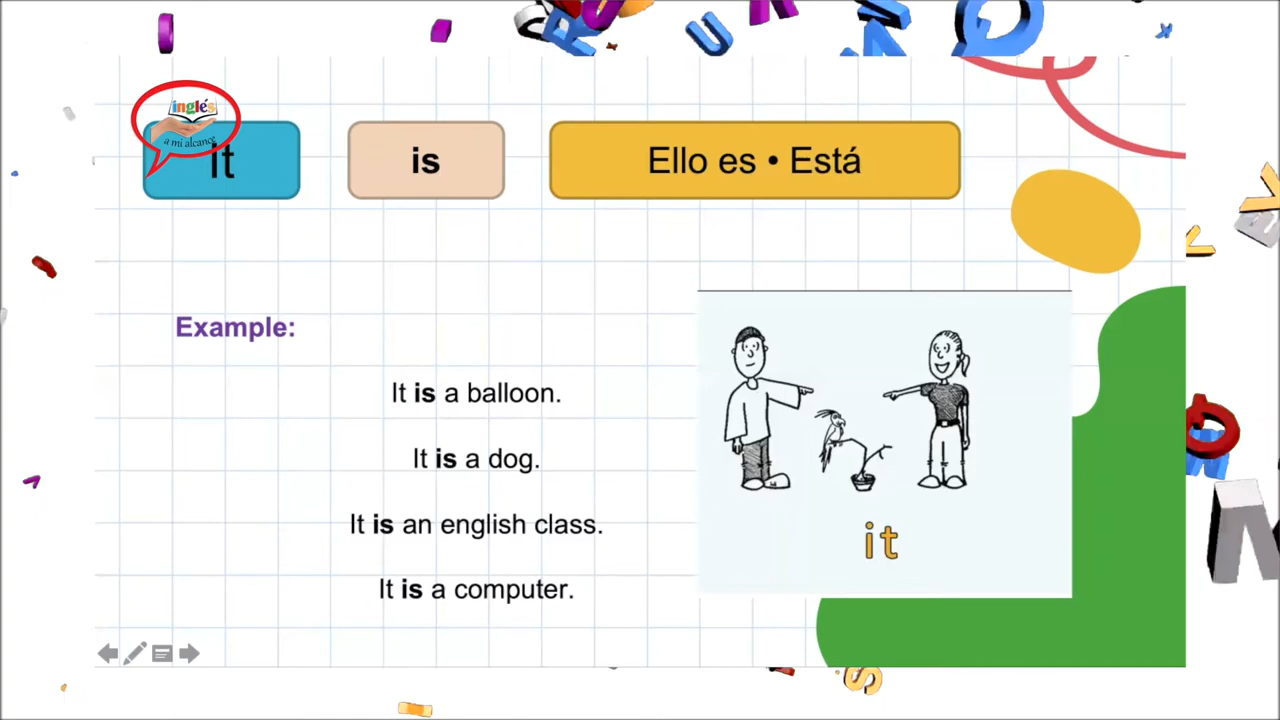 inglés
a mi alcance
It
is
Ello es • Está
Example:
It is a balloon.
It is a dog.
It is an english class.
It is a computer.
it